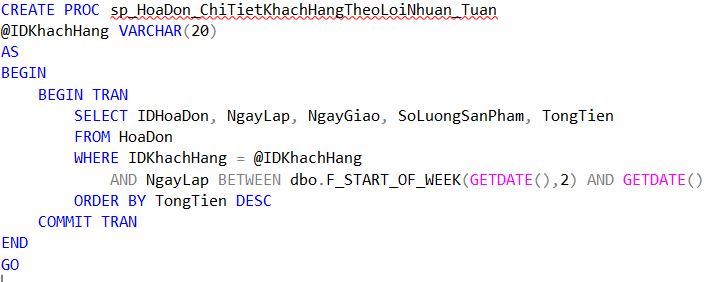 CREATE PROC sp_HoaDon_ChiTietKhachHangTheoLoiNhuan_Tuan
@IDKhachHang VARCHAR(20)
AS
BEGIN
    BEGIN TRAN
        SELECT IDHoaDon, NgayLap, NgayGiao, SoLuongSanPham, TongTien
        FROM HoaDon
        WHERE IDKhachHang = @IDKhachHang
            AND NgayLap BETWEEN dbo.F_START_OF_WEEK(GETDATE(),2) AND GETDATE()
        ORDER BY TongTien DESC
    COMMIT TRAN
END
GO